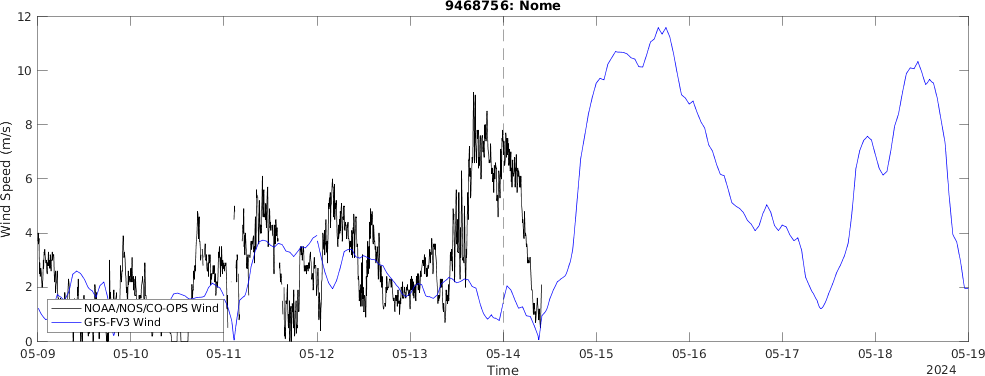 9468756: Nome
12
10
8
6
4
2
0
Wind Speed (m/s)
NOAA/NOS/CO-OPS Wind
GFS-FV3 Wind
05-09 05-10 05-11 05-12 05-13 05-14 05-15 05-16 05-17 05-18 05-19
Time
2024